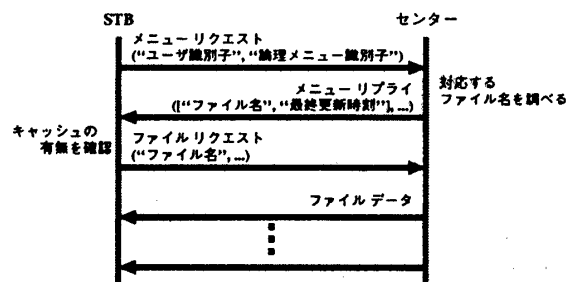 STB
センター
メニュー リクエスト
(“ユーザ識別子”, “論理メニュー識別子”)
メニュー リプライ
([“ファイル名”, “最終更新時刻”], ...)
対応する
ファイル名を調べる
キャッシュの
有無を確認
ファイル リクエスト
(“ファイル名”, ...)
ファイル データ